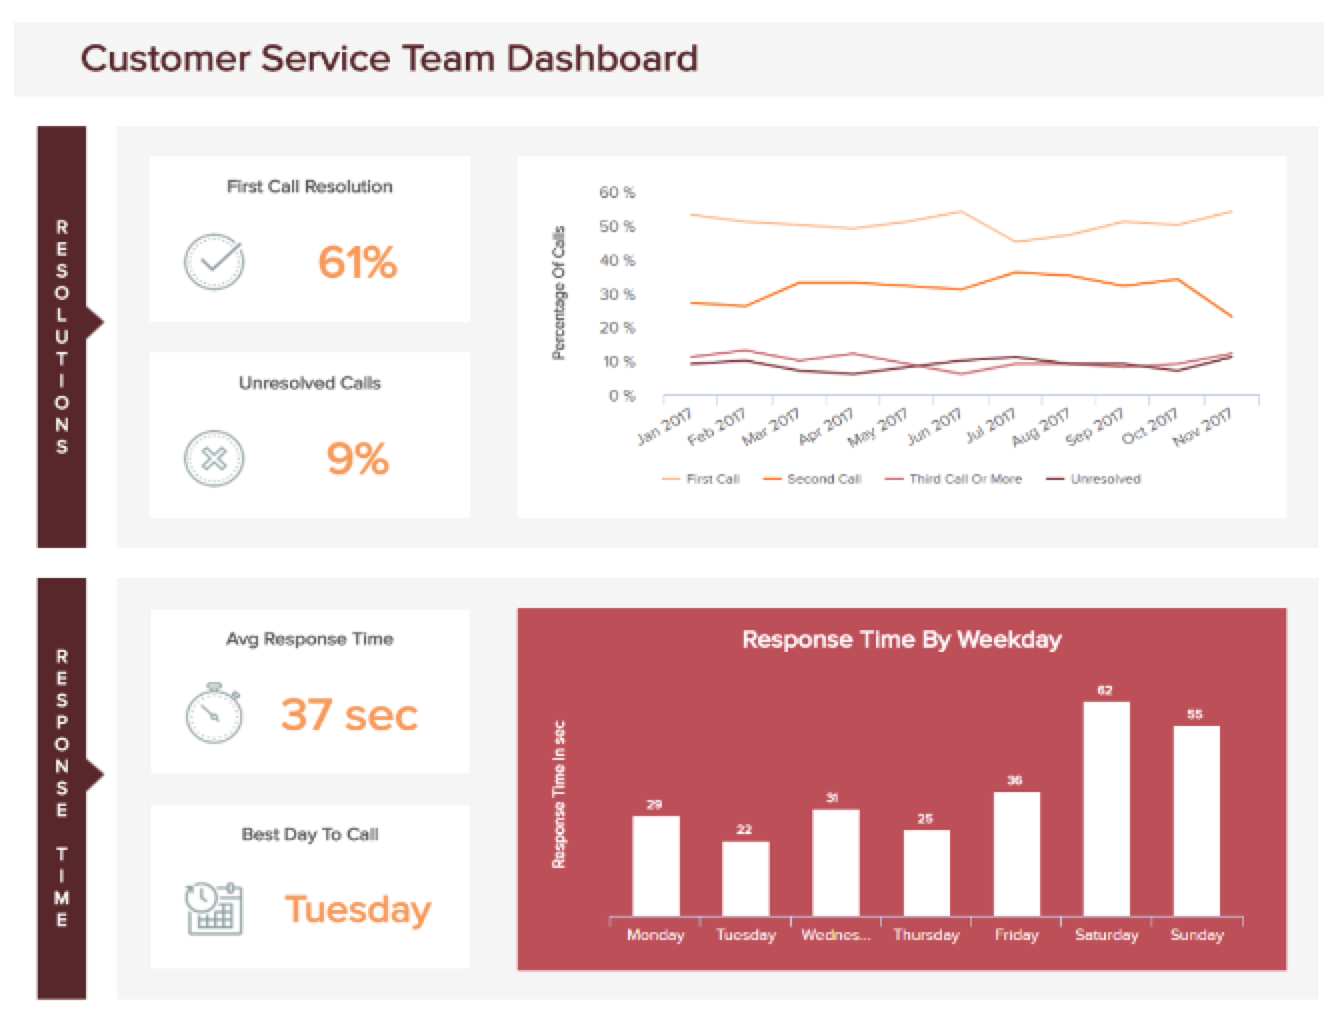 Customer Service Team Dashboard
RESOLUTIONS
First Call Resolution
61%
Unresolved Calls
9%
Percentage Of Calls
60 %
50 %
40 %
30 %
20 %
10 %
0 %
Jan 2017 Feb 2017 Mar 2017 Apr 2017 May 2017 Jun 2017 Jul 2017 Aug 2017 Sep 2017 Oct 2017 Nov 2017
First Call Second Call Third Call Or More Unresolved
RESPONSE TIME
Avg Response Time
37 sec
Best Day To Call
Tuesday
Response Time By Weekday
Response Time in sec
29 22 31 25 36 62 55
Monday Tuesday Wednes... Thursday Friday Saturday Sunday